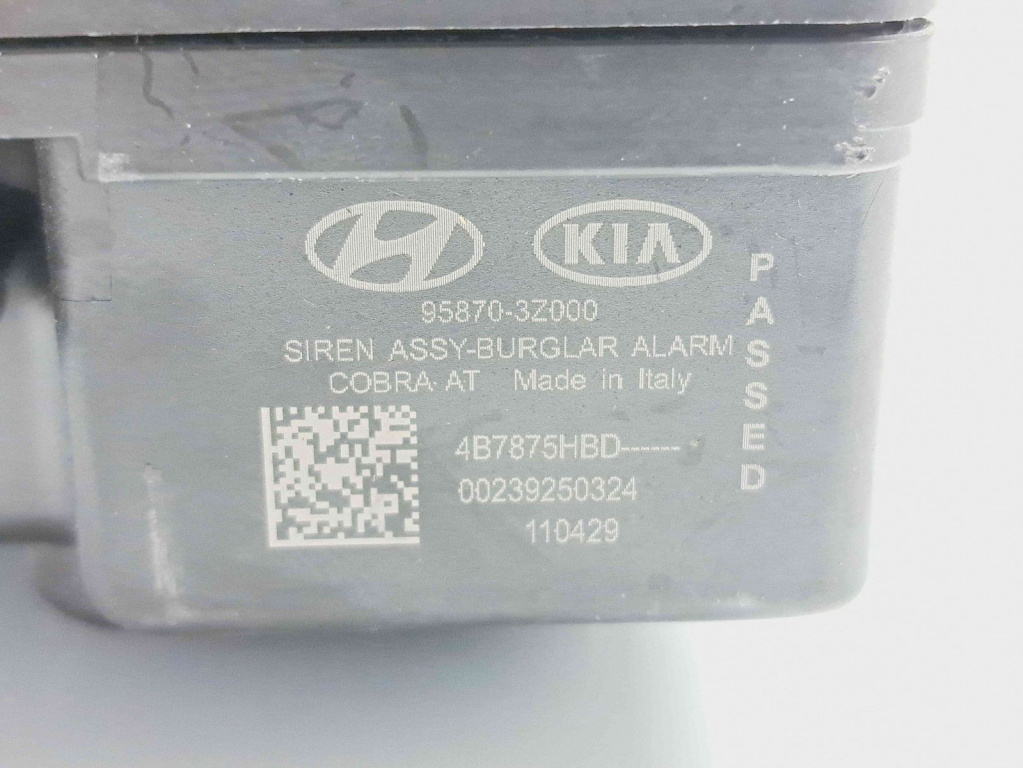 KIA
95870-3Z000
SIREN ASSY-BURGLAR ALARM
COBRA AT Made in Italy
4B7875HBD------
00239250324
110429
PASSED